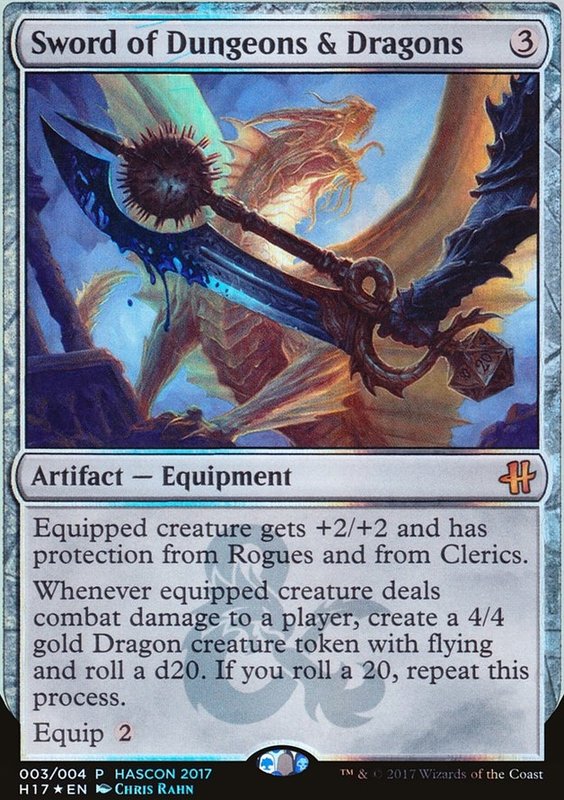 Sword of Dungeons & Dragons 3
20
8
Artifact — Equipment
H
Equipped creature gets +2/+2 and has
protection from Rogues and from Clerics.
Whenever equipped creature deals
combat damage to a player, create a 4/4
gold Dragon creature token with flying
and roll a d20. If you roll a 20, repeat this
process.
Equip 2
003/004 P HASCON 2017
H17★EN Chris Rahn
™ & © 2017 Wizards of the Coast